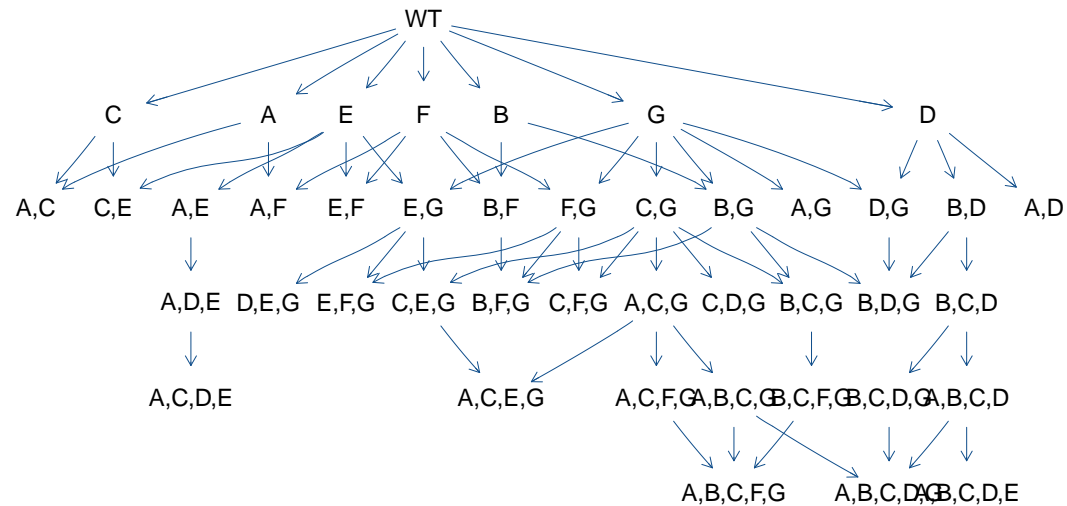 WT
C A E F B G D
A,C C,E A,E A,F E,F E,G B,F F,G C,G B,G A,G D,G B,D A,D
A,D,E D,E,G E,F,G C,E,G B,F,G C,F,G A,C,G C,D,G B,C,G B,D,G B,C,D
A,C,D,E A,C,E,G A,C,F,G A,B,C,G B,C,F,G B,C,D,G A,B,C,D
A,B,C,F,G A,B,C,D,G A,B,C,D,E